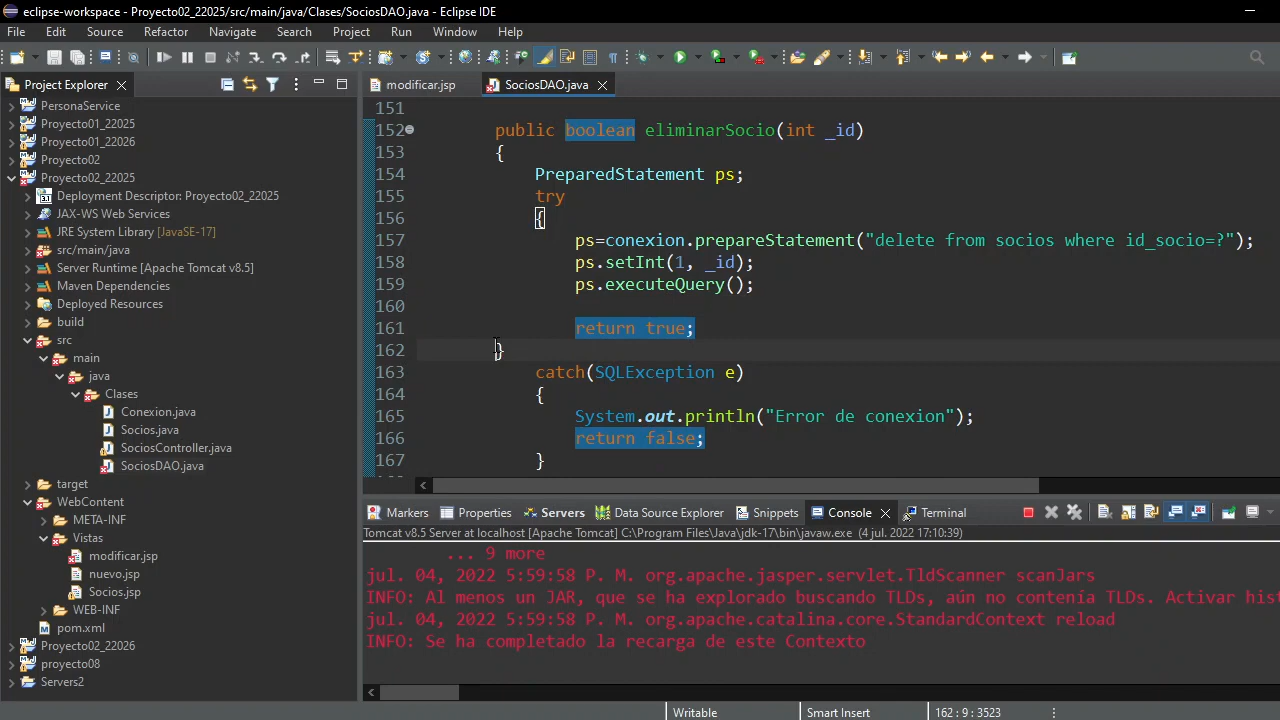 eclipse-workspace - Proyecto02_22025/src/main/java/Clases/SociosDAO.java - Eclipse IDE
File Edit Source Refactor Navigate Search Project Run Window Help
Project Explorer
PersonaService
Proyecto01_22025
Proyecto01_22026
Proyecto02
Proyecto02_22025
Deployment Descriptor: Proyecto02_22025
JAX-WS Web Services
JRE System Library [JavaSE-17]
src/main/java
Server Runtime [Apache Tomcat v8.5]
Maven Dependencies
Deployed Resources
build
src
main
java
Clases
Conexion.java
Socios.java
SociosController.java
SociosDAO.java
target
WebContent
META-INF
Vistas
modificar.jsp
nuevo.jsp
Socios.jsp
WEB-INF
pom.xml
Proyecto02_22026
proyecto08
Servers2
modificar.jsp SociosDAO.java
151
152 public boolean eliminarSocio(int _id)
153 {
154 PreparedStatement ps;
155 try
156 {
157 ps=conexion.prepareStatement("delete from socios where id_socio=?");
158 ps.setInt(1, _id);
159 ps.executeQuery();
160
161 return true;
162 }
163 catch(SQLException e)
164 {
165 System.out.println("Error de conexion");
166 return false;
167 }
Markers Properties Servers Data Source Explorer Snippets Console Terminal
Tomcat v8.5 Server at localhost [Apache Tomcat] C:\Program Files\Java\jdk-17\bin\javaw.exe (4 jul. 2022 17:10:39)
... 9 more
jul. 04, 2022 5:59:58 P. M. org.apache.jasper.servlet.TldScanner scanJars
INFO: Al menos un JAR, que se ha explorado buscando TLDs, aún no contenía TLDs. Activar hist
jul. 04, 2022 5:59:58 P. M. org.apache.catalina.core.StandardContext reload
INFO: Se ha completado la recarga de este Contexto
Writable Smart Insert 162 : 9 : 3523